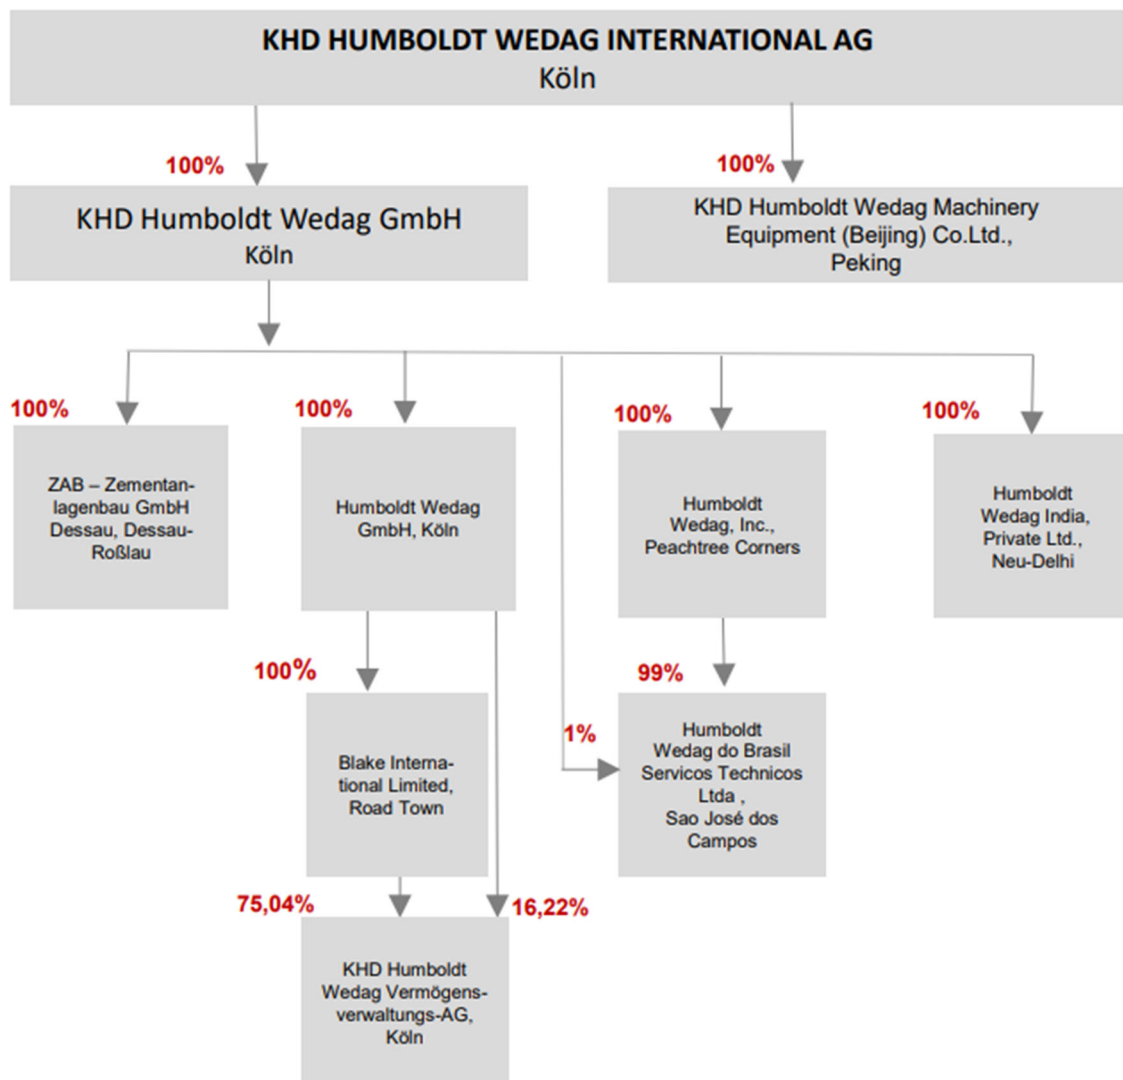 KHD HUMBOLDT WEDAG INTERNATIONAL AG
Köln
100%
100%
KHD Humboldt Wedag GmbH
Köln
KHD Humboldt Wedag Machinery
Equipment (Beijing) Co.Ltd.,
Peking
100%
100%
100%
100%
ZAB – Zementan-
lagenbau GmbH
Dessau, Dessau-
Roßlau
Humboldt Wedag
GmbH, Köln
Humboldt
Wedag, Inc.,
Peachtree Corners
Humboldt
Wedag India,
Private Ltd.,
Neu-Delhi
100%
99%
1%
Blake Interna-
tional Limited,
Road Town
Humboldt
Wedag do Brasil
Servicos Technicos
Ltda ,
Sao José dos
Campos
75,04%
16,22%
KHD Humboldt
Wedag Vermögens-
verwaltungs-AG,
Köln